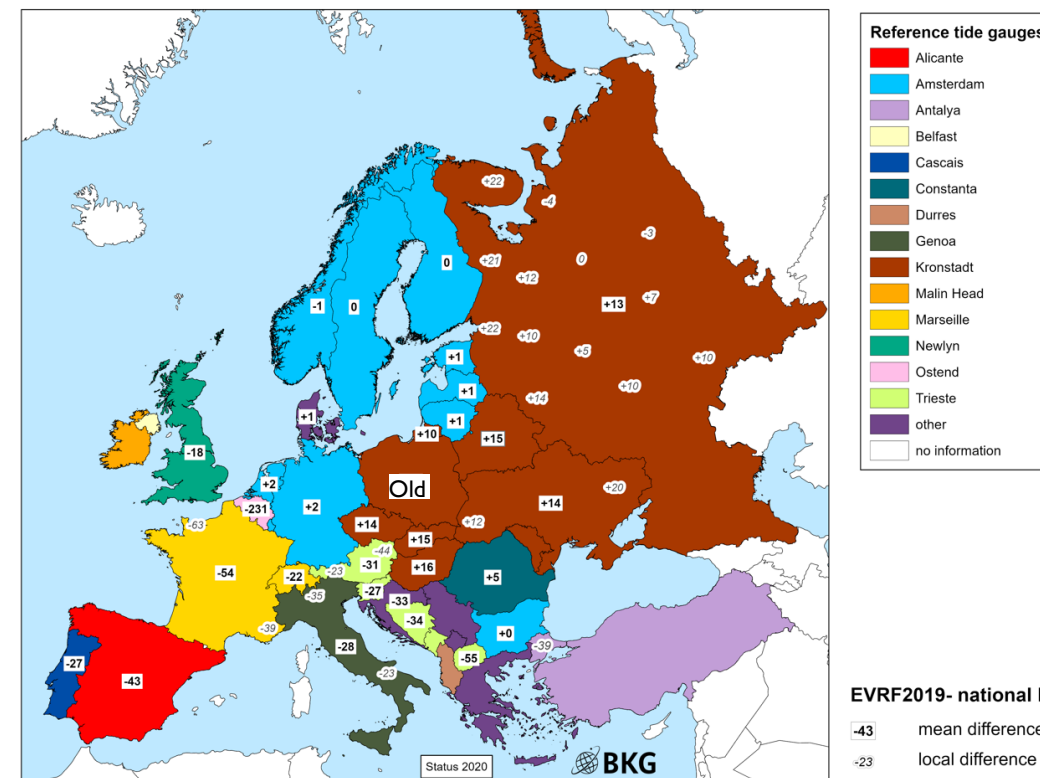 Reference tide gauges
Alicante
Amsterdam
Antalya
Belfast
Cascais
Constanta
Durres
Genoa
Kronstadt
Malin Head
Marseille
Newlyn
Ostend
Trieste
other
no information
+22
-4
-3
0
+21
0
+12
-1
0
+13
+7
+22
+10
+1
+5
+10
+1
+10
+14
+1
+1
+10
+15
-18
Old
+2
+20
-231
+2
+14
-63
+14
+12
+15
-44
-31
-54
-23
+16
-22
+5
-27
-35
-33
-34
-39
+0
-28
-39
-55
-27
-23
-43
EVRF2019- national
-43 mean difference
-23 local difference
Status 2020
BKG